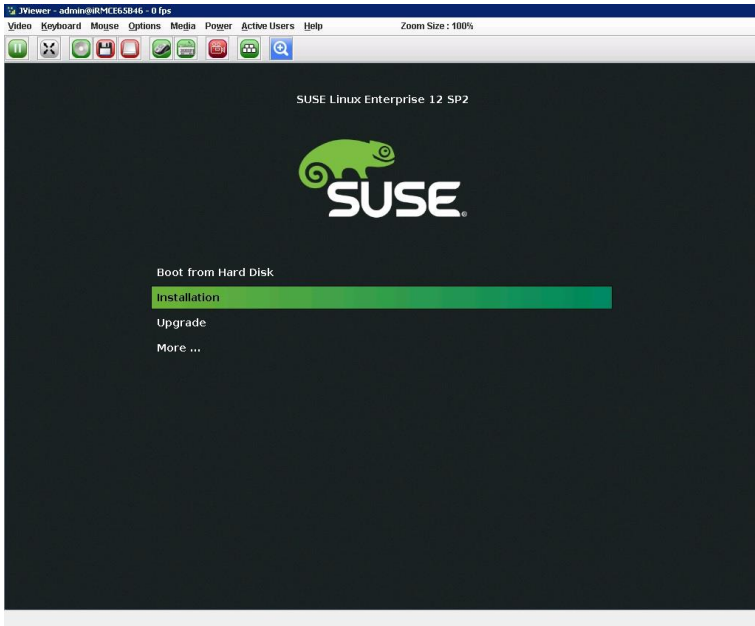 JViewer - admin@iRMCE65B46 - 0 fps
Video Keyboard Mouse Options Media Power Active Users Help Zoom Size : 100%
SUSE Linux Enterprise 12 SP2
SUSE®
Boot from Hard Disk
Installation
Upgrade
More ...